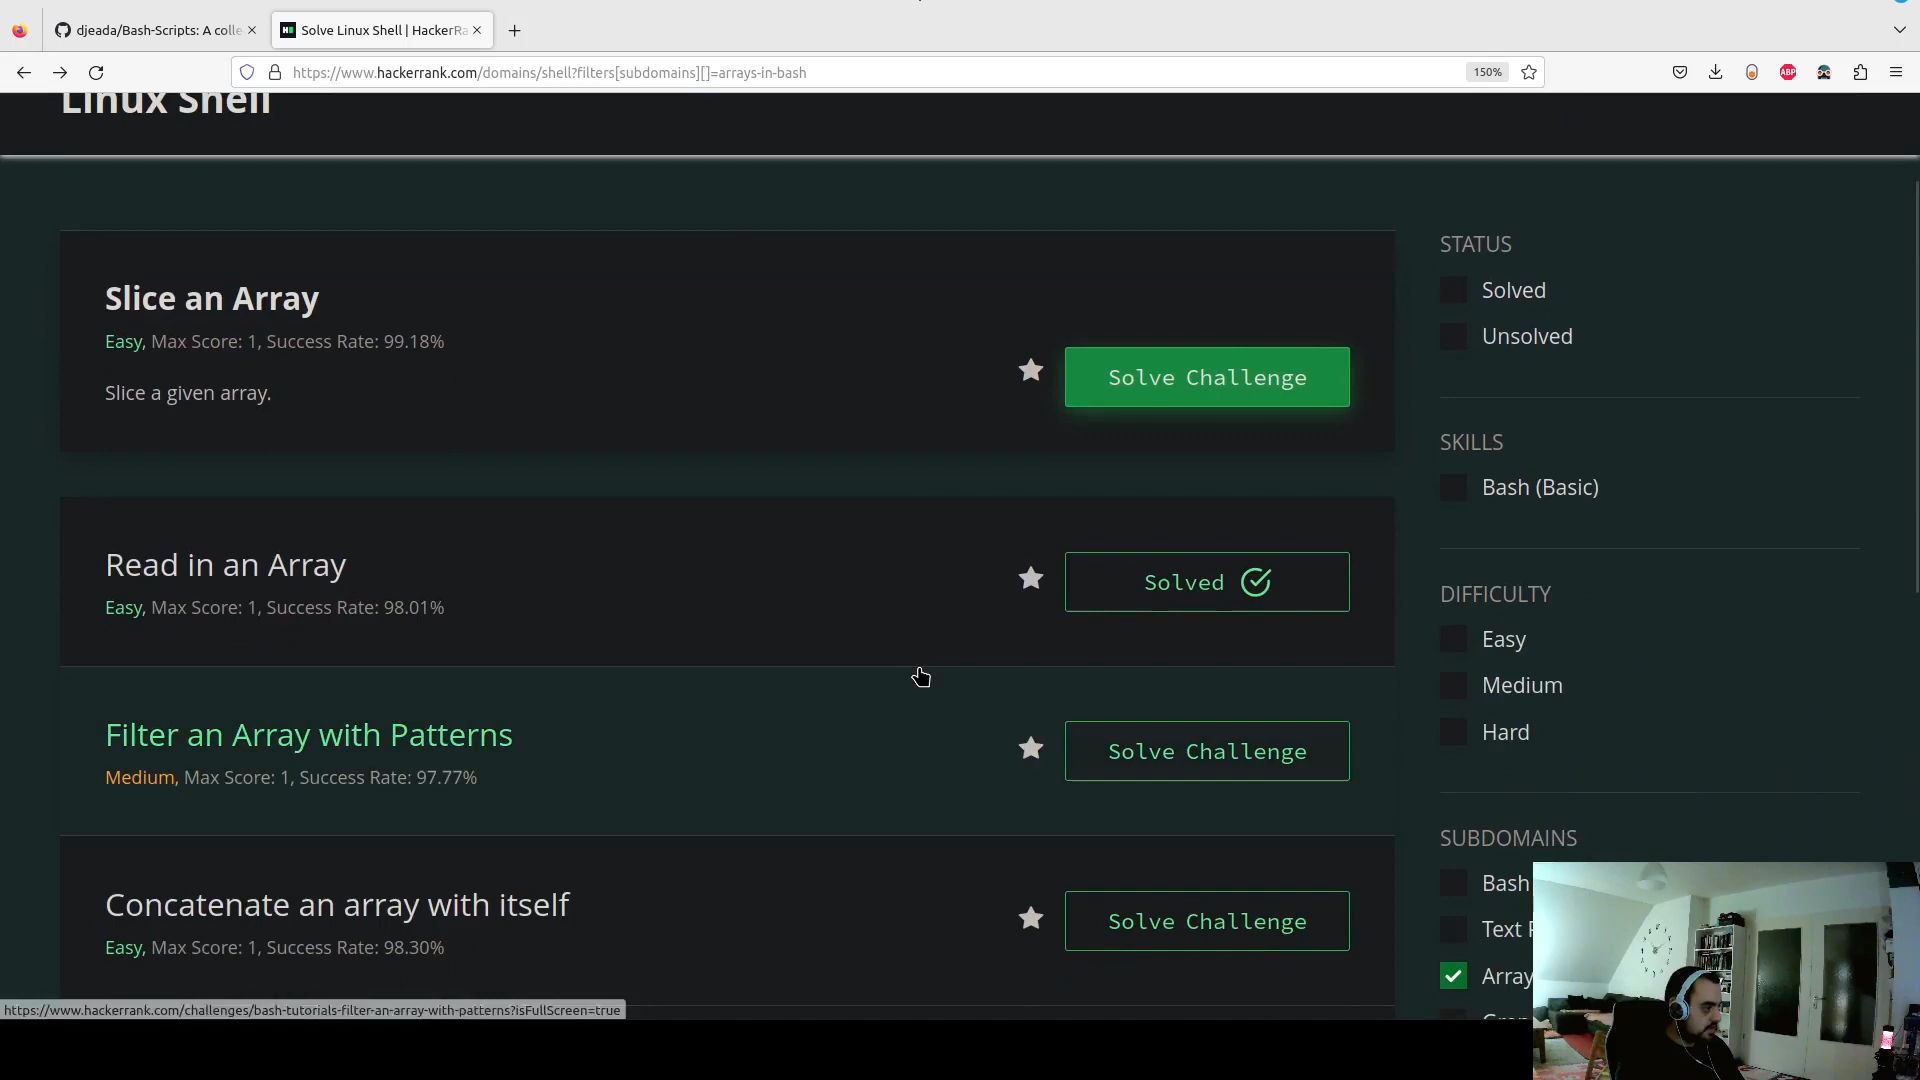 djeada/Bash-Scripts: A colle
Solve Linux Shell | HackerRa
https://www.hackerrank.com/domains/shell?filters[subdomains][]=arrays-in-bash
150%
ABP
Linux Shell
Slice an Array
Easy, Max Score: 1, Success Rate: 99.18%
Slice a given array.
Solve Challenge
Read in an Array
Easy, Max Score: 1, Success Rate: 98.01%
Solved
Filter an Array with Patterns
Medium, Max Score: 1, Success Rate: 97.77%
Solve Challenge
Concatenate an array with itself
Easy, Max Score: 1, Success Rate: 98.30%
Solve Challenge
STATUS
Solved
Unsolved
SKILLS
Bash (Basic)
DIFFICULTY
Easy
Medium
Hard
SUBDOMAINS
Bash
Text
Array
https://www.hackerrank.com/challenges/bash-tutorials-filter-an-array-with-patterns?isFullScreen=true